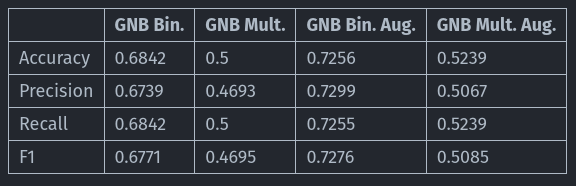 GNB Bin. GNB Mult. GNB Bin. Aug. GNB Mult. Aug.
Accuracy 0.6842 0.5 0.7256 0.5239
Precision 0.6739 0.4693 0.7299 0.5067
Recall 0.6842 0.5 0.7255 0.5239
F1 0.6771 0.4695 0.7276 0.5085